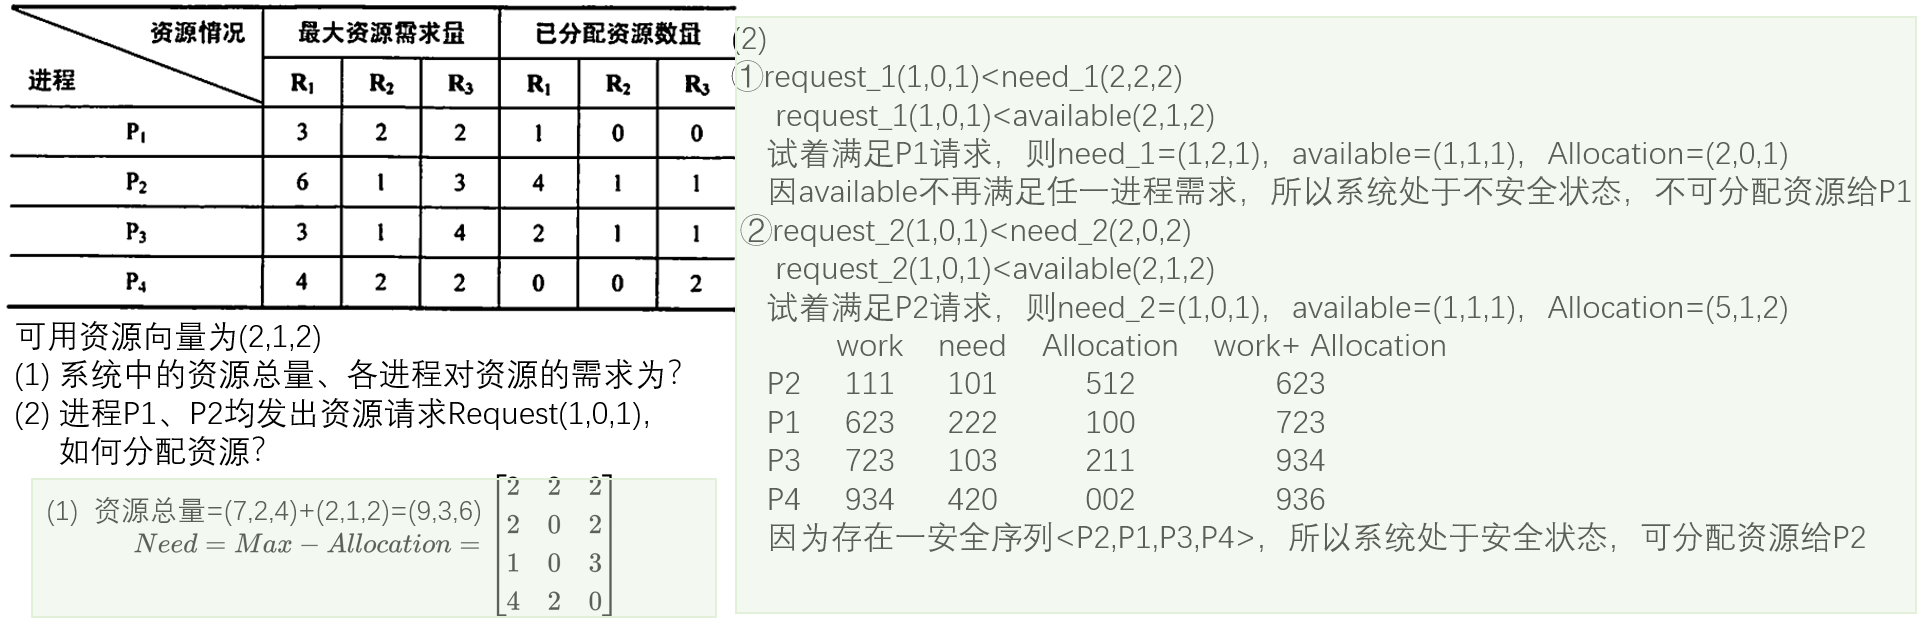 资源情况 最大资源需求量 已分配资源数量
进程 R₁ R₂ R₃ R₁ R₂ R₃
P₁ 3 2 2 1 0 0
P₂ 6 1 3 4 1 1
P₃ 3 1 4 2 1 1
P₄ 4 2 2 0 0 2
可用资源向量为(2,1,2)
(1) 系统中的资源总量、各进程对资源的需求为?
(2) 进程P1、P2均发出资源请求Request(1,0,1),
如何分配资源?
(1) 资源总量=(7,2,4)+(2,1,2)=(9,3,6)
Need = Max − Allocation =
2 2 2
2 0 2
1 0 3
4 2 0
(2)
①request_1(1,0,1)<need_1(2,2,2)
request_1(1,0,1)<available(2,1,2)
试着满足P1请求，则need_1=(1,2,1)，available=(1,1,1)，Allocation=(2,0,1)
因available不再满足任一进程需求，所以系统处于不安全状态，不可分配资源给P1
②request_2(1,0,1)<need_2(2,0,2)
request_2(1,0,1)<available(2,1,2)
试着满足P2请求，则need_2=(1,0,1)，available=(1,1,1)，Allocation=(5,1,2)
work need Allocation work+ Allocation
P2 111 101 512 623
P1 623 222 100 723
P3 723 103 211 934
P4 934 420 002 936
因为存在一安全序列<P2,P1,P3,P4>，所以系统处于安全状态，可分配资源给P2